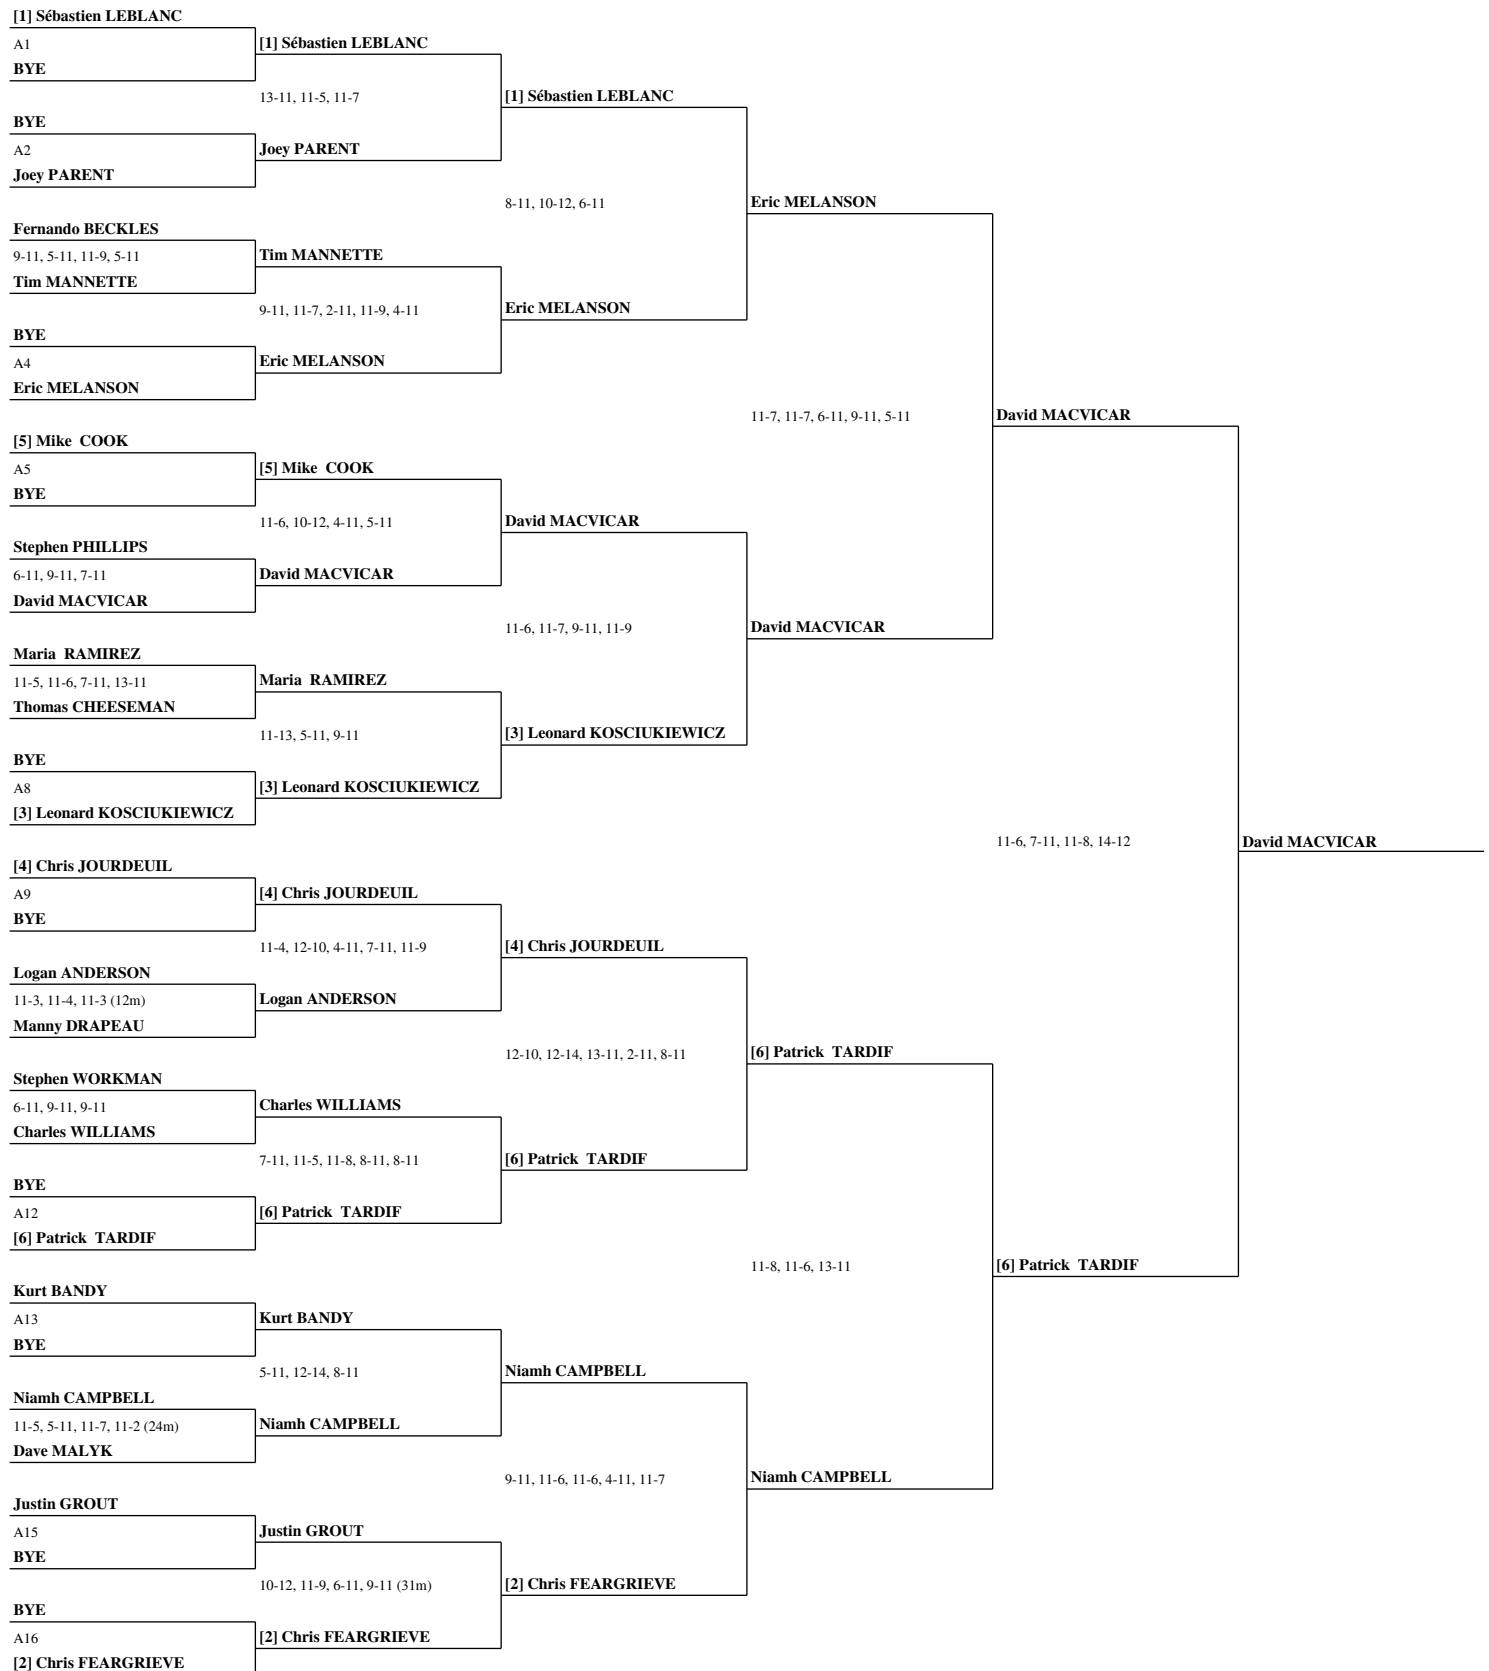 [1] Sébastien LEBLANC
A1
BYE
BYE
A2
Joey PARENT
Fernando BECKLES
9-11, 5-11, 11-9, 5-11
Tim MANNETTE
BYE
A4
Eric MELANSON
[5] Mike  COOK
A5
BYE
Stephen PHILLIPS
6-11, 9-11, 7-11
David MACVICAR
Maria  RAMIREZ
11-5, 11-6, 7-11, 13-11
Thomas CHEESEMAN
BYE
A8
[3] Leonard KOSCIUKIEWICZ
[4] Chris JOURDEUIL
A9
BYE
Logan ANDERSON
11-3, 11-4, 11-3 (12m)
Manny DRAPEAU
Stephen WORKMAN
6-11, 9-11, 9-11
Charles WILLIAMS
BYE
A12
[6] Patrick  TARDIF
Kurt BANDY
A13
BYE
Niamh CAMPBELL
11-5, 5-11, 11-7, 11-2 (24m)
Dave MALYK
Justin GROUT
A15
BYE
BYE
A16
[2] Chris FEARGRIEVE
[1] Sébastien LEBLANC
13-11, 11-5, 11-7
Joey PARENT
Tim MANNETTE
9-11, 11-7, 2-11, 11-9, 4-11
Eric MELANSON
[5] Mike  COOK
11-6, 10-12, 4-11, 5-11
David MACVICAR
Maria  RAMIREZ
11-13, 5-11, 9-11
[3] Leonard KOSCIUKIEWICZ
[4] Chris JOURDEUIL
11-4, 12-10, 4-11, 7-11, 11-9
Logan ANDERSON
Charles WILLIAMS
7-11, 11-5, 11-8, 8-11, 8-11
[6] Patrick  TARDIF
Kurt BANDY
5-11, 12-14, 8-11
Niamh CAMPBELL
Justin GROUT
10-12, 11-9, 6-11, 9-11 (31m)
[2] Chris FEARGRIEVE
[1] Sébastien LEBLANC
8-11, 10-12, 6-11
Eric MELANSON
David MACVICAR
11-6, 11-7, 9-11, 11-9
[3] Leonard KOSCIUKIEWICZ
[4] Chris JOURDEUIL
12-10, 12-14, 13-11, 2-11, 8-11
[6] Patrick  TARDIF
Niamh CAMPBELL
9-11, 11-6, 11-6, 4-11, 11-7
[2] Chris FEARGRIEVE
Eric MELANSON
11-7, 11-7, 6-11, 9-11, 5-11
David MACVICAR
[6] Patrick  TARDIF
11-8, 11-6, 13-11
Niamh CAMPBELL
David MACVICAR
11-6, 7-11, 11-8, 14-12
[6] Patrick  TARDIF
David MACVICAR